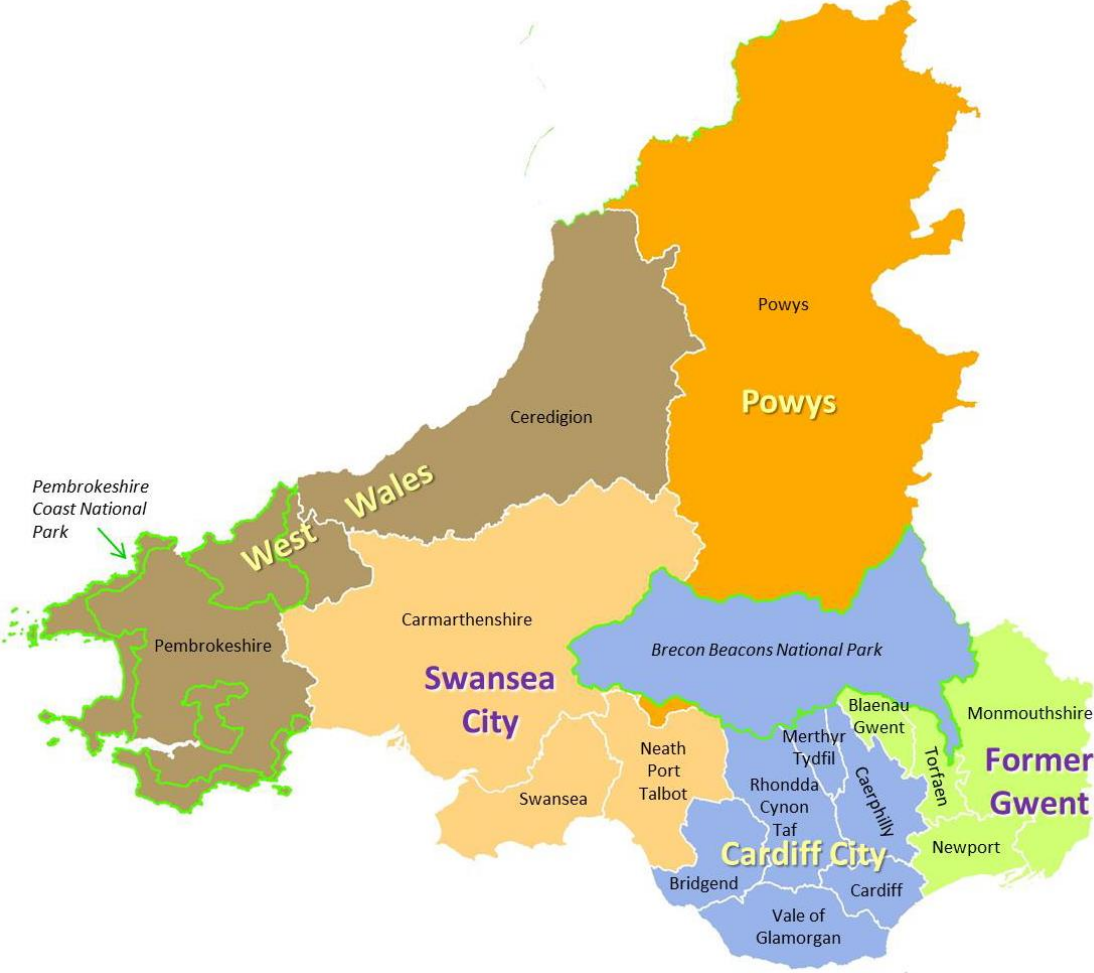 Powys
Powys
Ceredigion
West Wales
Pembrokeshire
Coast National
Park
Pembrokeshire
Carmarthenshire
Swansea
City
Brecon Beacons National Park
Monmouthshire
Former
Gwent
Blaenau
Gwent
Torfaen
Newport
Merthyr
Tydfil
Caerphilly
Rhondda
Cynon
Taf
Neath
Port
Talbot
Swansea
Cardiff City
Bridgend
Cardiff
Vale of
Glamorgan